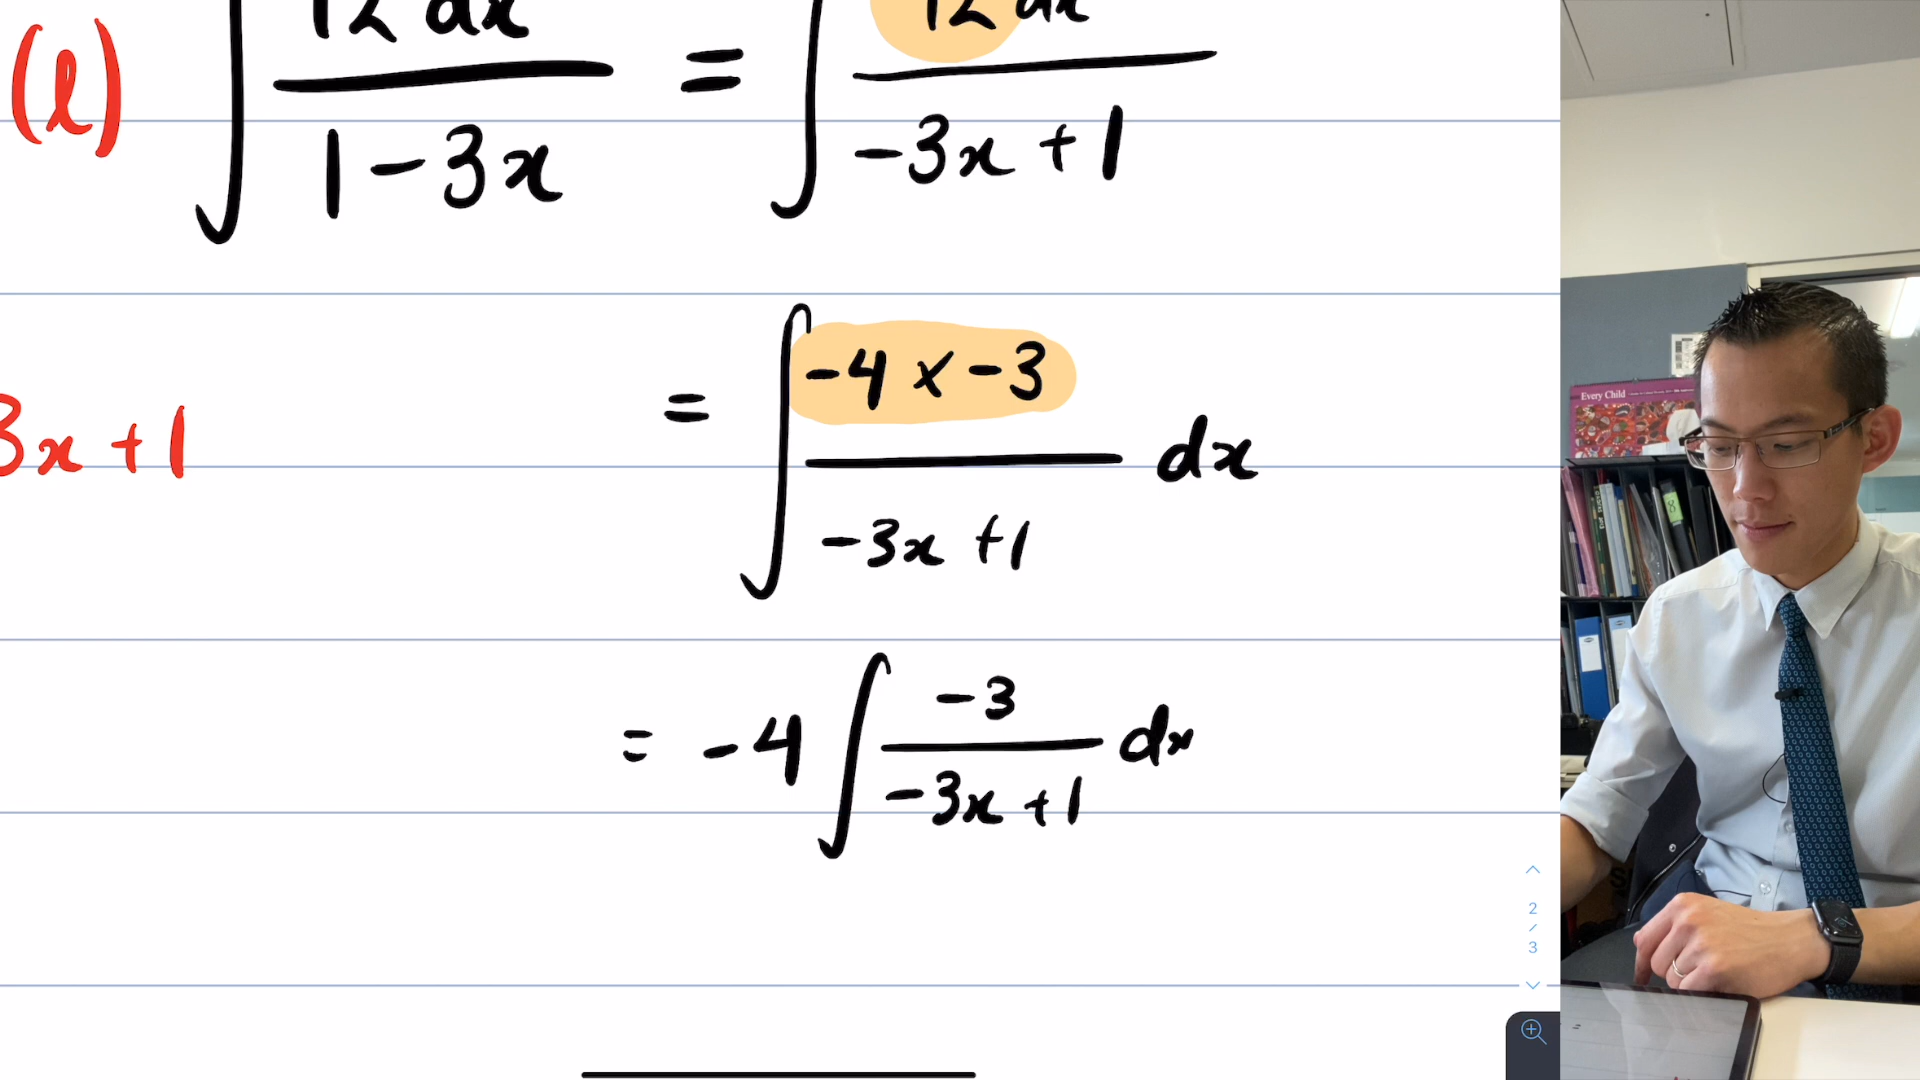 (l) ∫ 12 dx / 1 - 3x = ∫ 12 dx / -3x + 1
= ∫ -4 x -3 / -3x +1 dx
3x + 1
= -4 ∫ -3 / -3x + 1 dx
Every Child
2
/
3